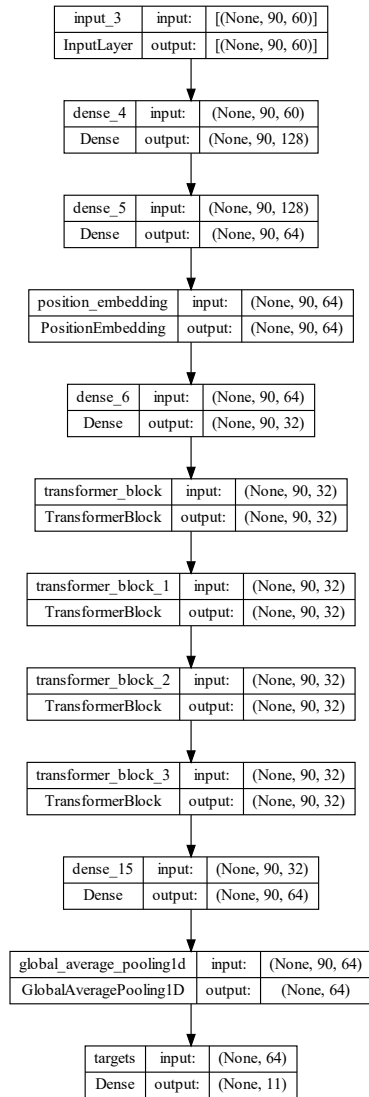 input_3 input: [(None, 90, 60)]
InputLayer output: [(None, 90, 60)]
dense_4 input: (None, 90, 60)
Dense output: (None, 90, 128)
dense_5 input: (None, 90, 128)
Dense output: (None, 90, 64)
position_embedding input: (None, 90, 64)
PositionEmbedding output: (None, 90, 64)
dense_6 input: (None, 90, 64)
Dense output: (None, 90, 32)
transformer_block input: (None, 90, 32)
TransformerBlock output: (None, 90, 32)
transformer_block_1 input: (None, 90, 32)
TransformerBlock output: (None, 90, 32)
transformer_block_2 input: (None, 90, 32)
TransformerBlock output: (None, 90, 32)
transformer_block_3 input: (None, 90, 32)
TransformerBlock output: (None, 90, 32)
dense_15 input: (None, 90, 32)
Dense output: (None, 90, 64)
global_average_pooling1d input: (None, 90, 64)
GlobalAveragePooling1D output: (None, 64)
targets input: (None, 64)
Dense output: (None, 11)